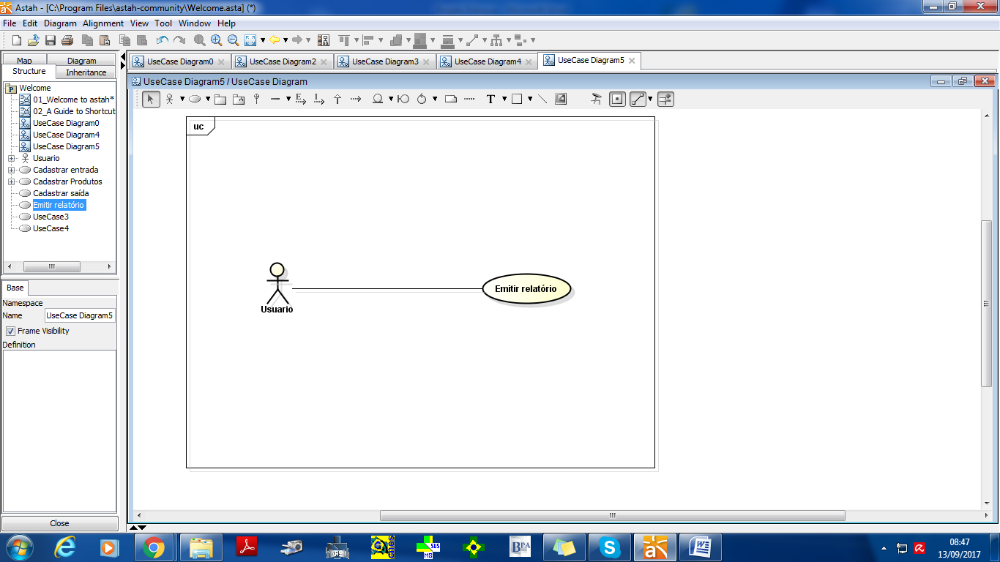 Astah - [C:\Program Files\astah-community\Welcome.asta] (*)
File Edit Diagram Alignment View Tool Window Help
Map Diagram
Structure Inheritance
Welcome
01_Welcome to astah*
02_A Guide to Shortcut
UseCase Diagram0
UseCase Diagram4
UseCase Diagram5
Usuario
Cadastrar entrada
Cadastrar Produtos
Cadastrar saída
Emitir relatório
UseCase3
UseCase4
Base
Namespace
Name UseCase Diagram5
Frame Visibility
Definition
Close
UseCase Diagram0 UseCase Diagram2 UseCase Diagram3 UseCase Diagram4 UseCase Diagram5
UseCase Diagram5 / UseCase Diagram
T
uc
Usuario
Emitir relatório
SUS
MS
BPA
08:47
13/09/2017